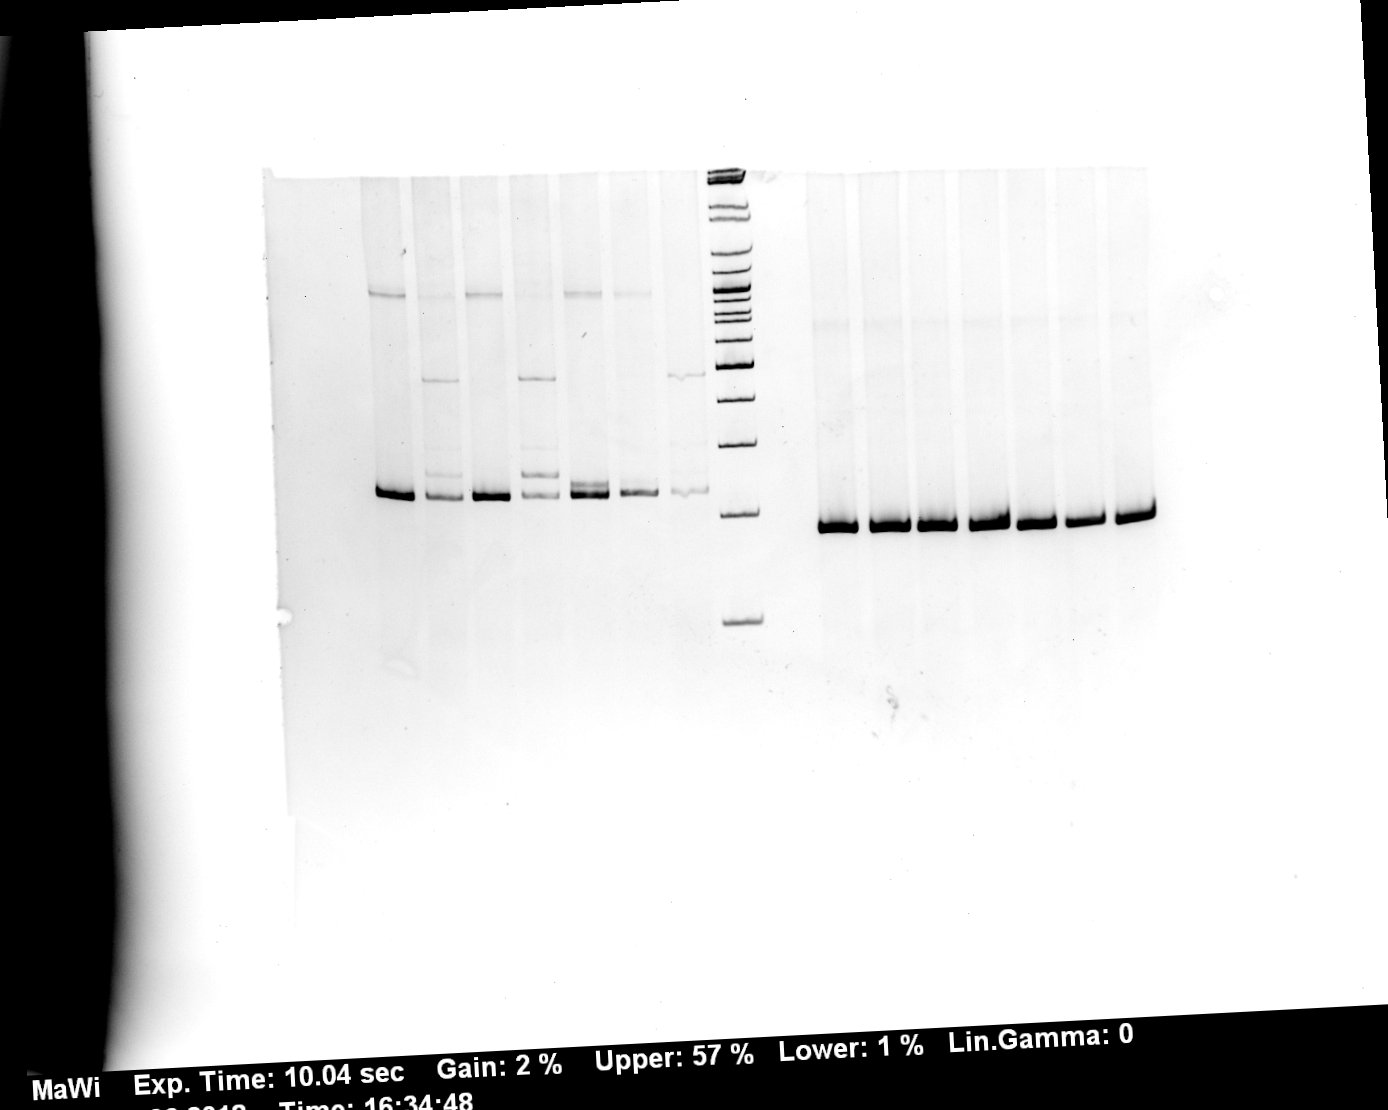 MaWi Exp. Time: 10.04 sec Gain: 2 % Upper: 57 % Lower: 1 % Lin.Gamma: 0
2018 Time: 16:34:48